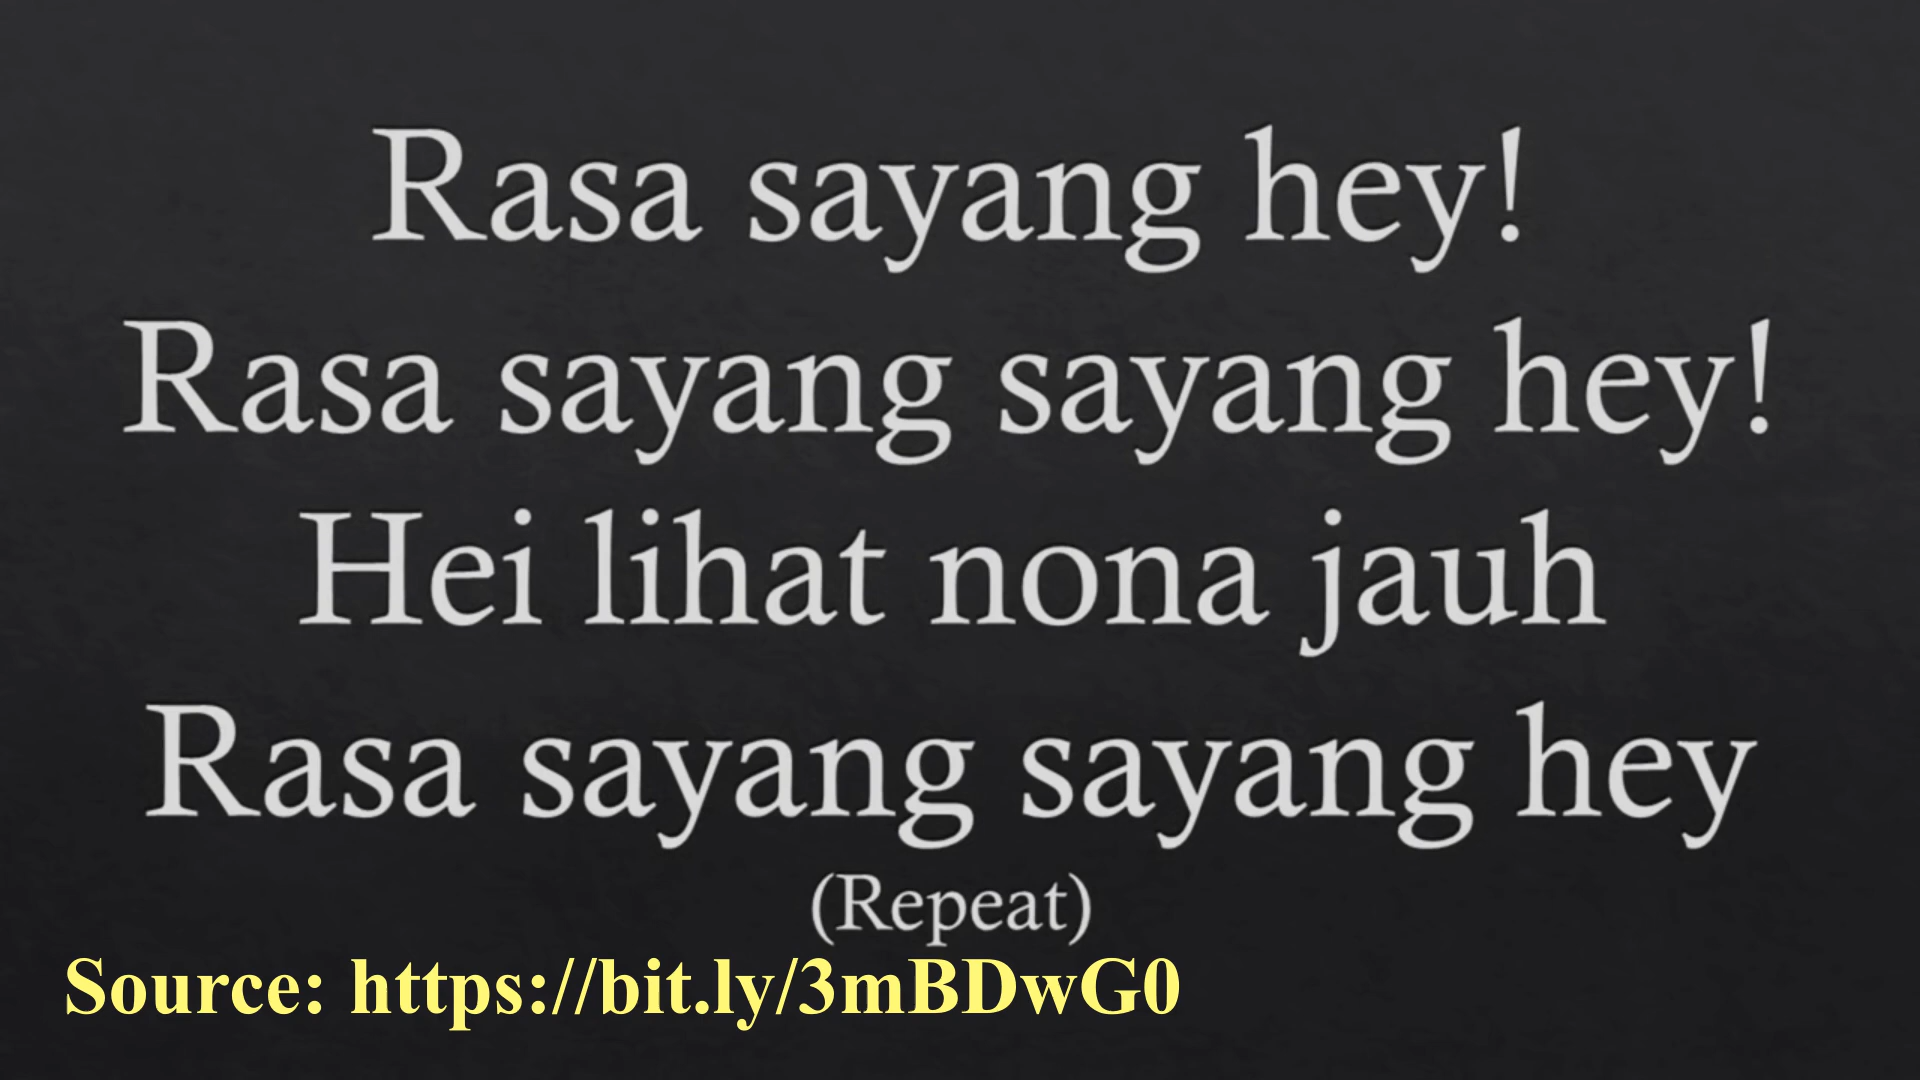 Rasa sayang hey!
Rasa sayang sayang hey!
Hei lihat nona jauh
Rasa sayang sayang hey
(Repeat)
Source: https://bit.ly/3mBDwG0